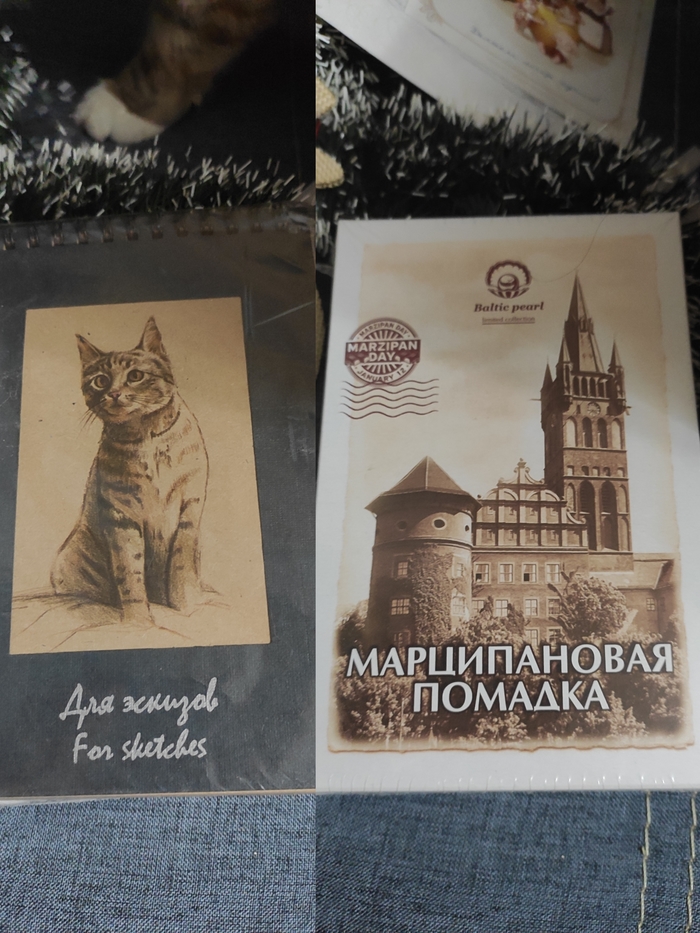 Для эскизов
For sketches
Baltic pearl
limited collection
MARZIPAN DAY
MARZIPAN
DAY
JANUARY 12
МАРЦИПАНОВАЯ
ПОМАДКА